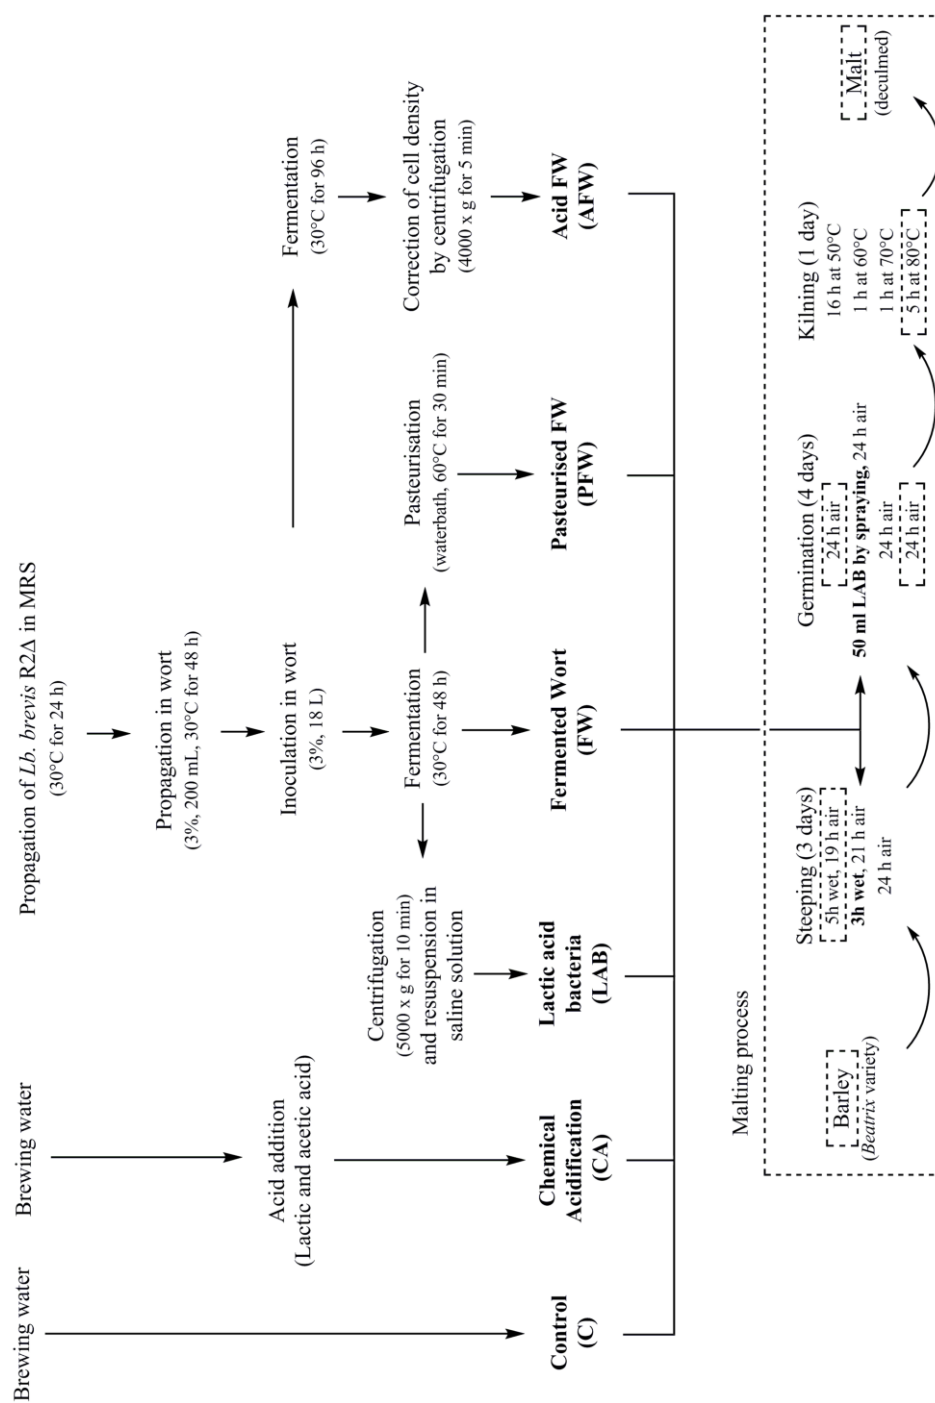 Brewing water
Brewing water
Propagation of Lb. brevis R2Δ in MRS
(30°C for 24 h)
Propagation in wort
(3%, 200 mL, 30°C for 48 h)
Acid addition
(Lactic and acetic acid)
Inoculation in wort
(3%, 18 L)
Fermentation
(30°C for 96 h)
Centrifugation
(5000 x g for 10 min)
and resuspension in
saline solution
Fermentation
(30°C for 48 h)
Pasteurisation
(waterbath, 60°C for 30 min)
Correction of cell density
by centrifugation
(4000 x g for 5 min)
Control
(C)
Chemical
Acidification
(CA)
Lactic acid
bacteria
(LAB)
Fermented Wort
(FW)
Pasteurised FW
(PFW)
Acid FW
(AFW)
Malting process
Barley
(Beatrix variety)
Steeping (3 days)
5h wet, 19 h air
3h wet, 21 h air
24 h air
Germination (4 days)
24 h air
50 ml LAB by spraying, 24 h air
24 h air
24 h air
Kilning (1 day)
16 h at 50°C
1 h at 60°C
1 h at 70°C
5 h at 80°C
Malt
(deculmed)